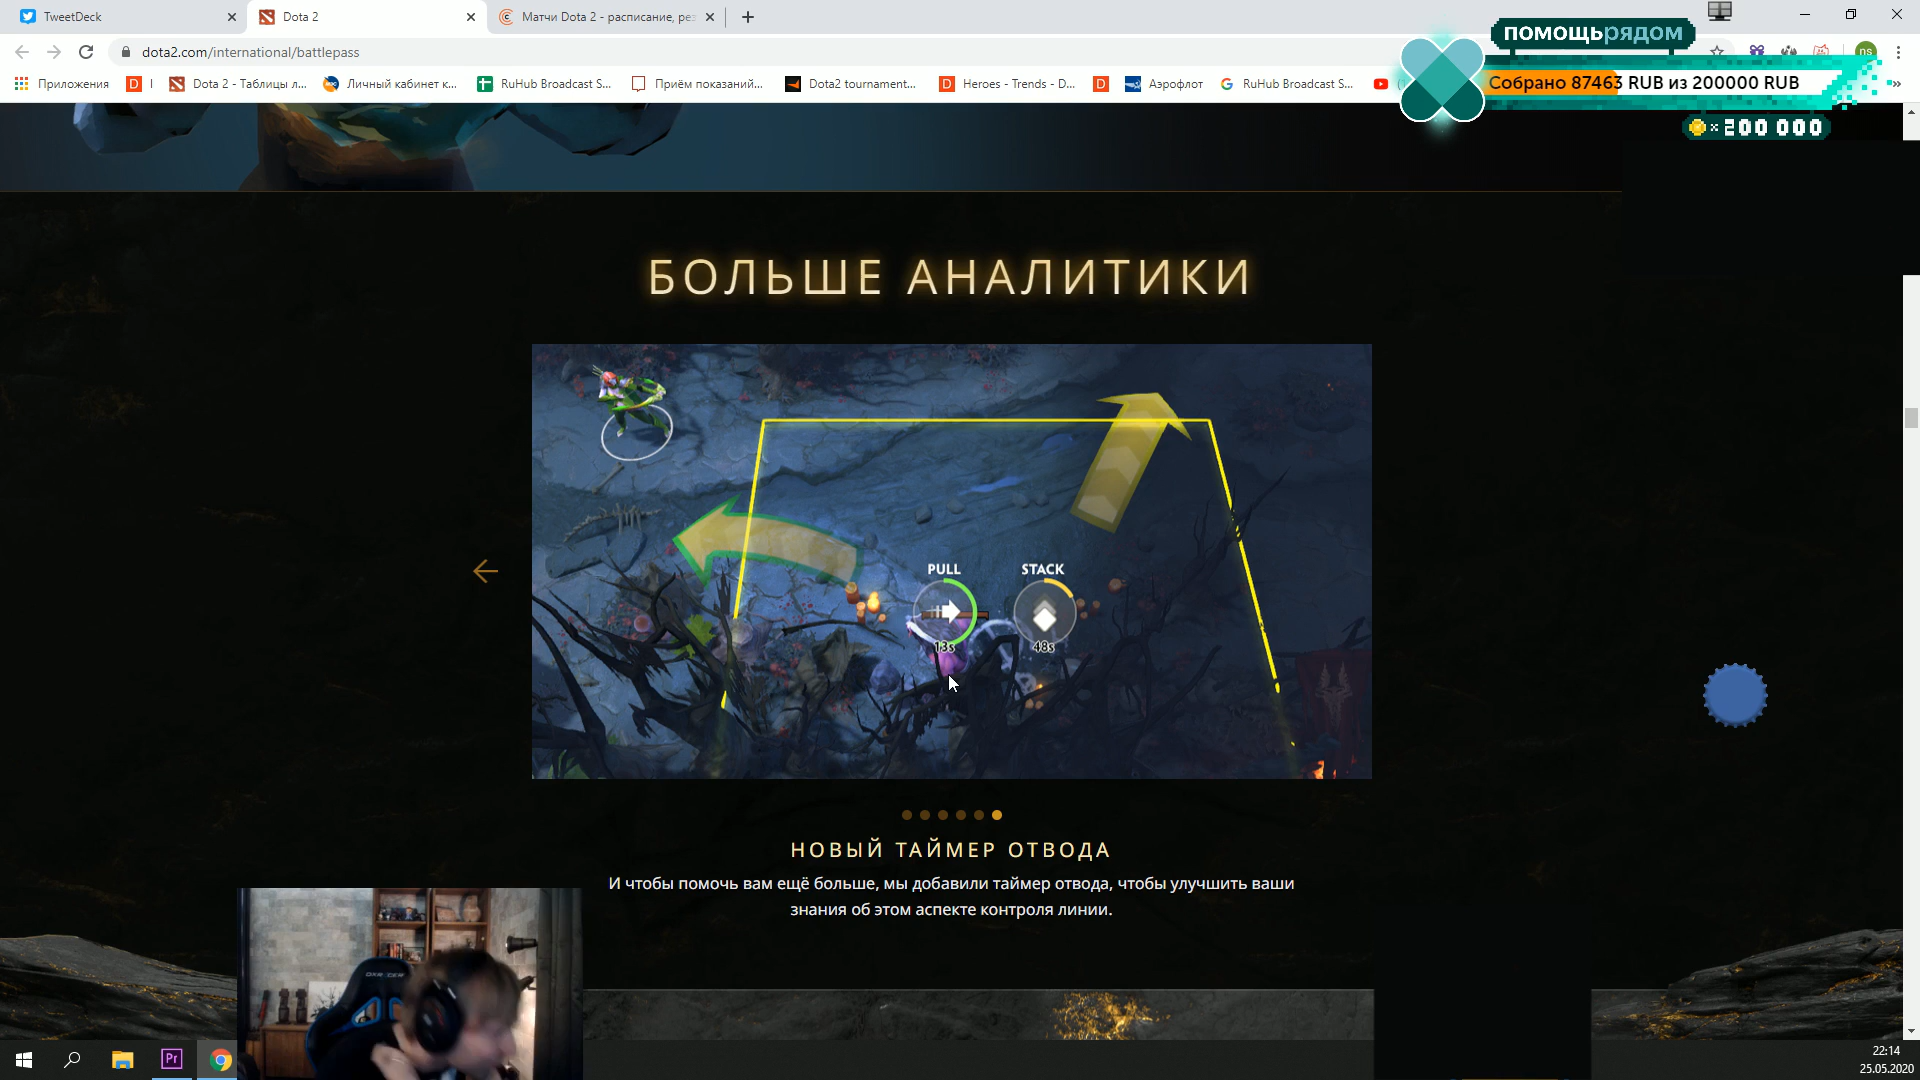 TweetDeck
Dota 2
Матчи Dota 2 - расписание, рез
помощьрядом
dota2.com/international/battlepass
Собрано 87463 RUB из 200000 RUB
Приложения
Dota 2 - Таблицы л...
Личный кабинет к...
RuHub Broadcast S...
Приём показаний...
Dota2 tournament...
Heroes - Trends - D...
Аэрофлот
RuHub Broadcast S...
× 200 000
БОЛЬШЕ АНАЛИТИКИ
PULL
STACK
13s
48s
НОВЫЙ ТАЙМЕР ОТВОДА
И чтобы помочь вам ещё больше, мы добавили таймер отвода, чтобы улучшить ваши
знания об этом аспекте контроля линии.
Pr
22:14
25.05.2020